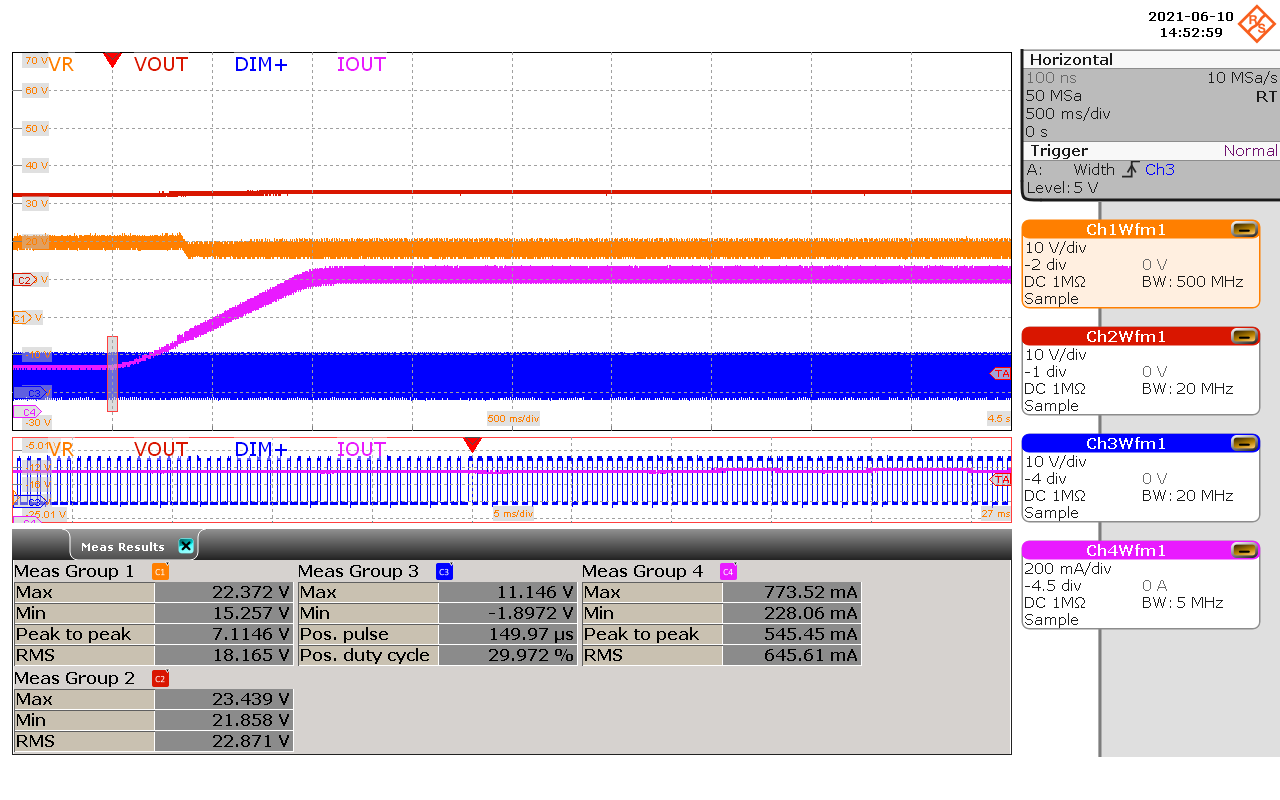 2021-06-10
14:52:59
R&S
70 V
VR
VOUT
DIM+
IOUT
60 V
50 V
40 V
30 V
20 V
C2
V
C1
V
10 V
C3
C4
-30 V
500 ms/div
4.5 s
TA
-5.01
VR
VOUT
DIM+
IOUT
TA
-25.01 V
5 ms/div
27 ms
Horizontal
100 ns 10 MSa/s
50 MSa RT
500 ms/div
0 s
Trigger Normal
A: Width Ch3
Level: 5 V
Ch1Wfm1
10 V/div
-2 div 0 V
DC 1MΩ BW: 500 MHz
Sample
Ch2Wfm1
10 V/div
-1 div 0 V
DC 1MΩ BW: 20 MHz
Sample
Ch3Wfm1
10 V/div
-4 div 0 V
DC 1MΩ BW: 20 MHz
Sample
Ch4Wfm1
200 mA/div
-4.5 div 0 A
DC 1MΩ BW: 5 MHz
Sample
Meas Results
Meas Group 1 C1
Max 22.372 V
Min 15.257 V
Peak to peak 7.1146 V
RMS 18.165 V
Meas Group 3 C3
Max 11.146 V
Min -1.8972 V
Pos. pulse 149.97 µs
Pos. duty cycle 29.972 %
Meas Group 4 C4
Max 773.52 mA
Min 228.06 mA
Peak to peak 545.45 mA
RMS 645.61 mA
Meas Group 2 C2
Max 23.439 V
Min 21.858 V
RMS 22.871 V